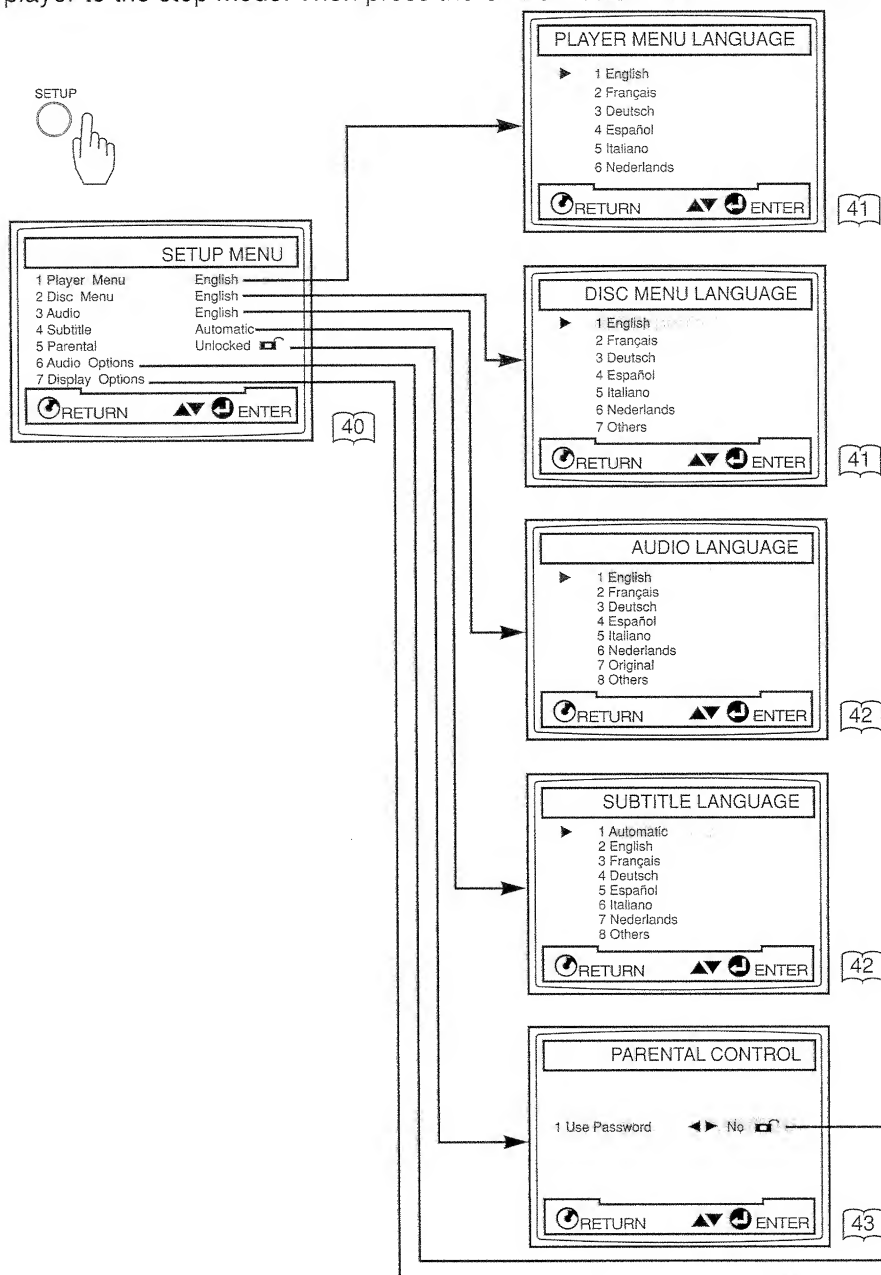 player to the stop mode. Then press the
SETUP
SETUP MENU
1 Player Menu English
2 Disc Menu English
3 Audio English
4 Subtitle Automatic
5 Parental Unlocked
6 Audio Options
7 Display Options
RETURN ▲▼ ENTER
40
PLAYER MENU LANGUAGE
► 1 English
2 Français
3 Deutsch
4 Español
5 Italiano
6 Nederlands
RETURN ▲▼ ENTER
41
DISC MENU LANGUAGE
► 1 English
2 Français
3 Deutsch
4 Español
5 Italiano
6 Nederlands
7 Others
RETURN ▲▼ ENTER
41
AUDIO LANGUAGE
► 1 English
2 Français
3 Deutsch
4 Español
5 Italiano
6 Nederlands
7 Original
8 Others
RETURN ▲▼ ENTER
42
SUBTITLE LANGUAGE
► 1 Automatic
2 English
3 Français
4 Deutsch
5 Español
6 Italiano
7 Nederlands
8 Others
RETURN ▲▼ ENTER
42
PARENTAL CONTROL
1 Use Password ◄► No
RETURN ▲▼ ENTER
43